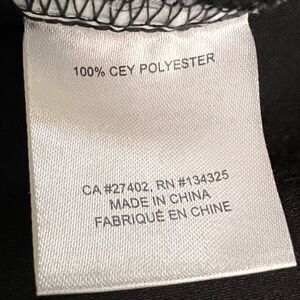 100% CEY POLYESTER
CA #27402, RN #134325
MADE IN CHINA
FABRIQUÉ EN CHINE